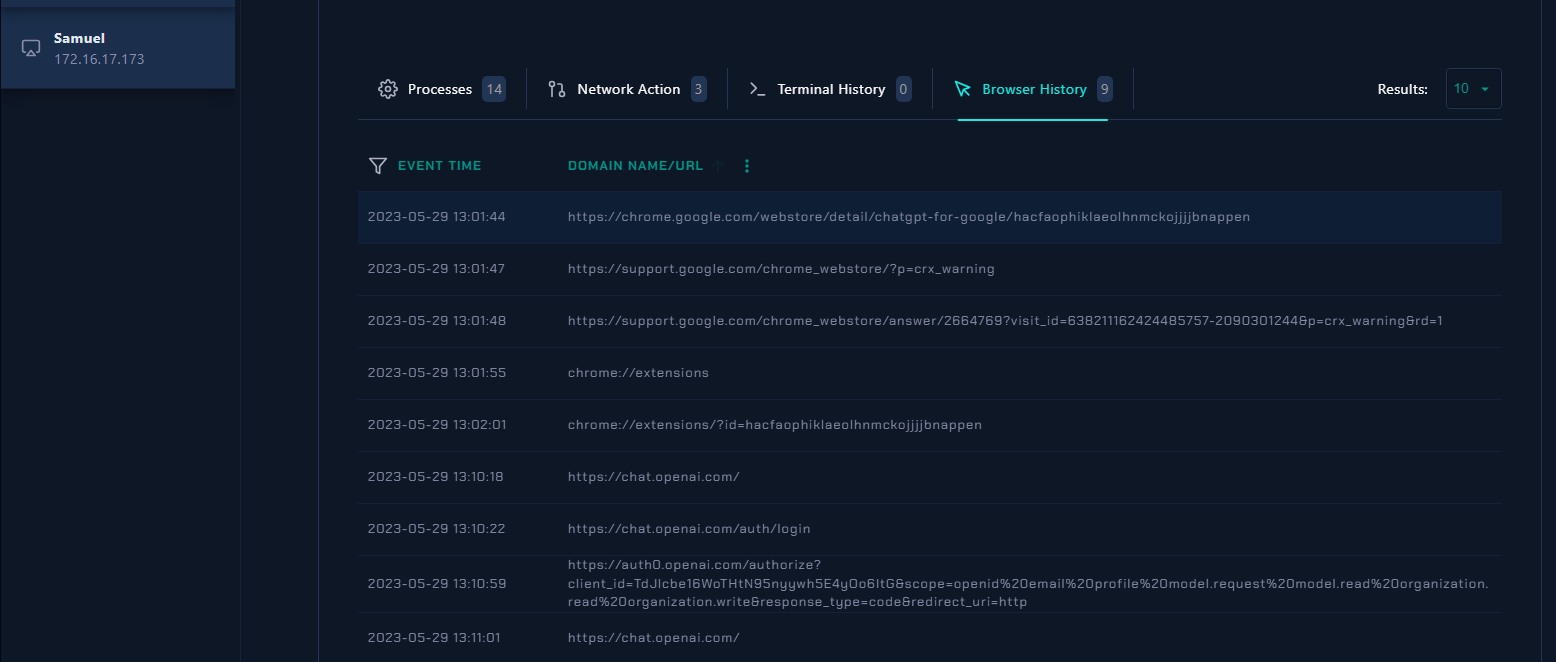 Samuel
172.16.17.173
Processes 14
Network Action 3
Terminal History 0
Browser History 9
Results: 10
EVENT TIME DOMAIN NAME/URL
2023-05-29 13:01:44 https://chrome.google.com/webstore/detail/chatgpt-for-google/hacfaophiklaeolhnmckojjjjbnappen
2023-05-29 13:01:47 https://support.google.com/chrome_webstore/?p=crx_warning
2023-05-29 13:01:48 https://support.google.com/chrome_webstore/answer/2664769?visit_id=638211162424485757-2090301244&p=crx_warning&rd=1
2023-05-29 13:01:55 chrome://extensions
2023-05-29 13:02:01 chrome://extensions/?id=hacfaophiklaeolhnmckojjjjbnappen
2023-05-29 13:10:18 https://chat.openai.com/
2023-05-29 13:10:22 https://chat.openai.com/auth/login
2023-05-29 13:10:59 https://auth0.openai.com/authorize?
client_id=TdJIcbe16WoTHtN95nyywh5E4yOo6ItG&scope=openid%20email%20profile%20model.request%20model.read%20organization.
read%20organization.write&response_type=code&redirect_uri=http
2023-05-29 13:11:01 https://chat.openai.com/